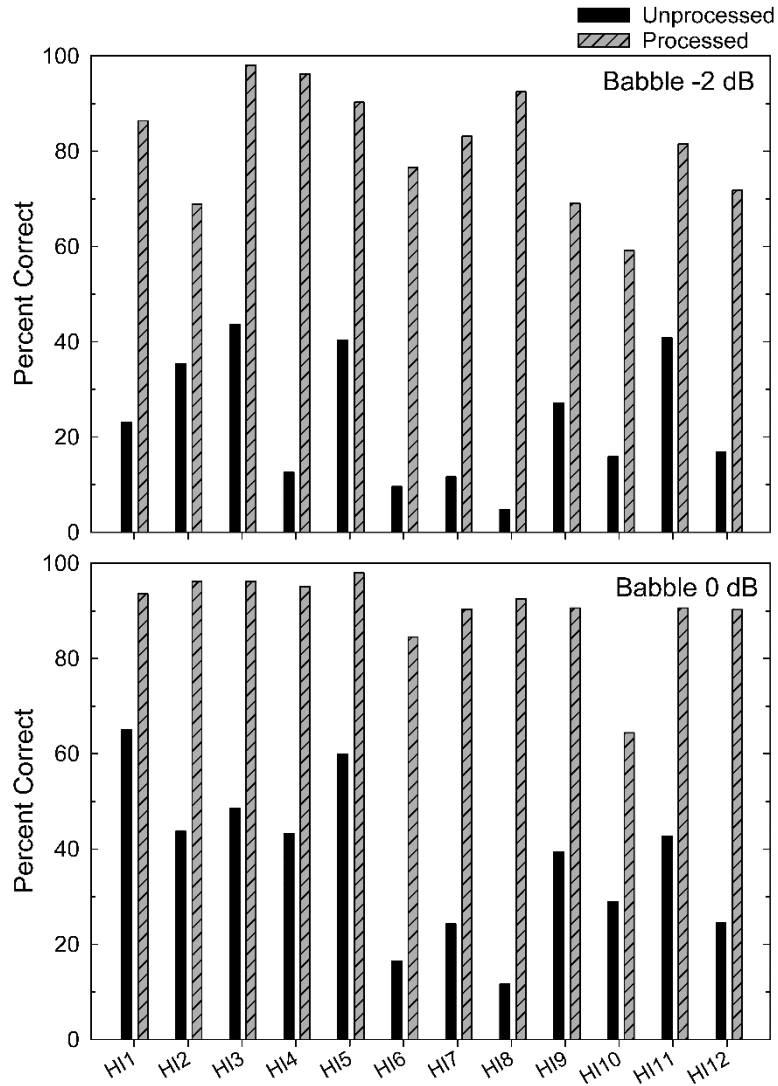 Unprocessed
Processed
Babble -2 dB
Percent Correct
100
80
60
40
20
0
Babble 0 dB
Percent Correct
100
80
60
40
20
0
HI1 HI2 HI3 HI4 HI5 HI6 HI7 HI8 HI9 HI10 HI11 HI12